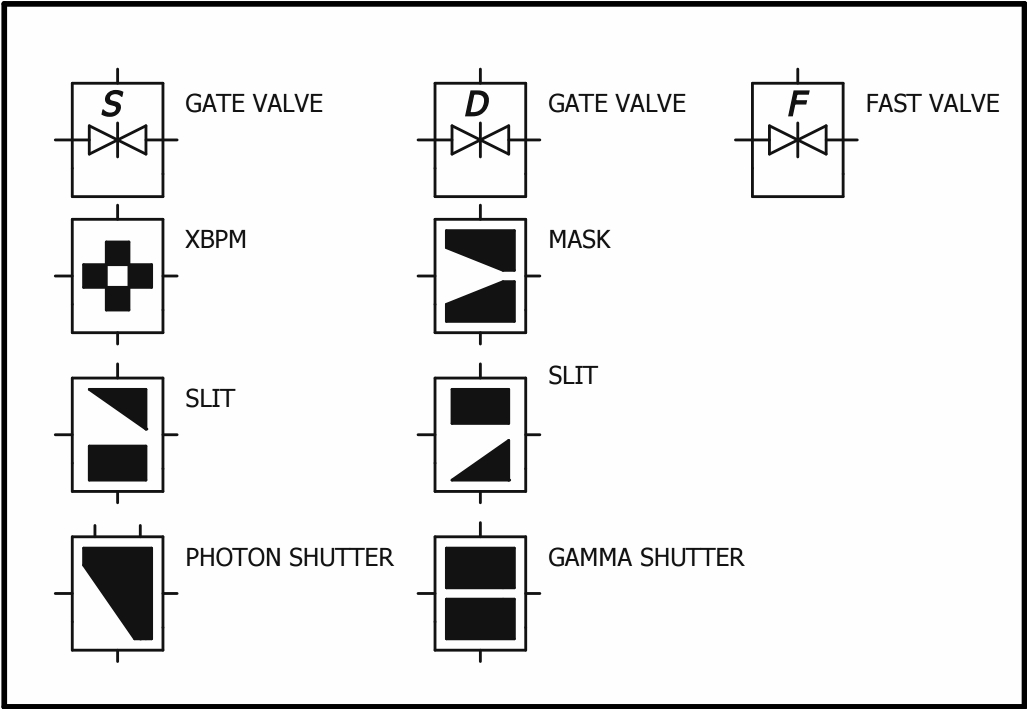 S GATE VALVE
D GATE VALVE
F FAST VALVE
XBPM
MASK
SLIT
SLIT
PHOTON SHUTTER
GAMMA SHUTTER